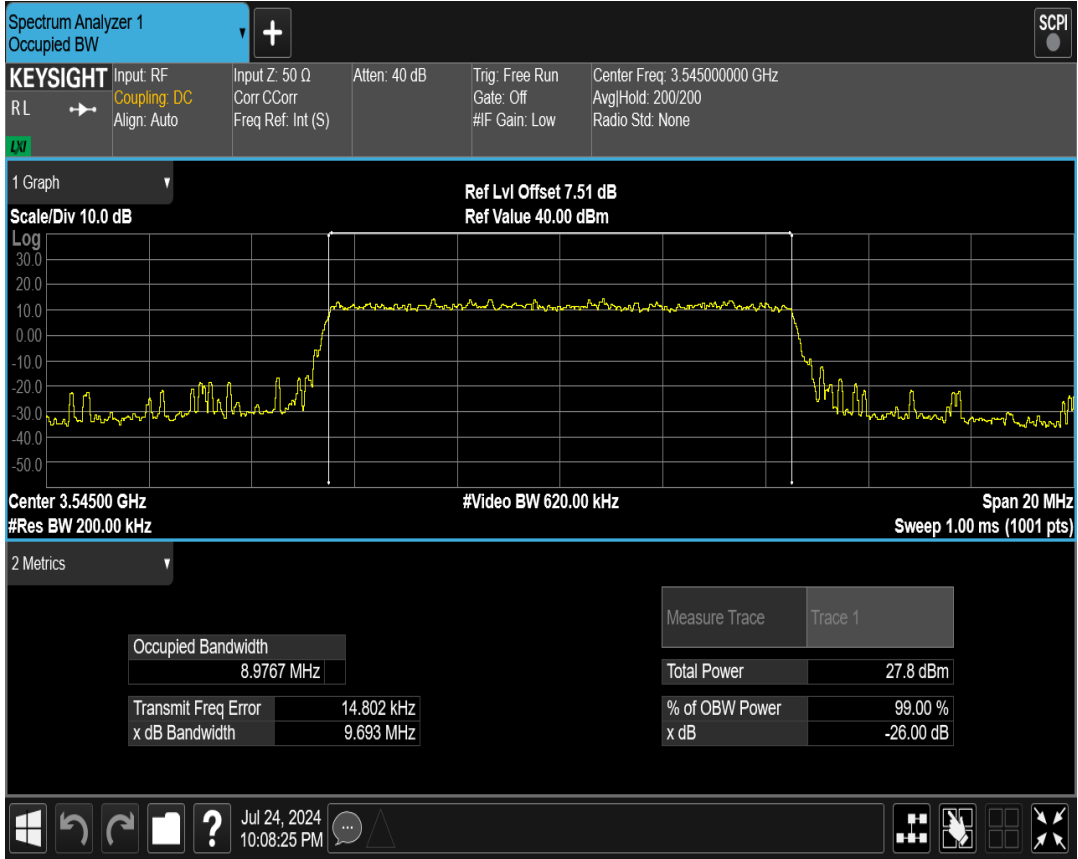 Spectrum Analyzer 1
Occupied BW
+
SCPI
KEYSIGHT
RL
LXI
Input: RF
Coupling: DC
Align: Auto
Input Z: 50 Ω
Corr CCorr
Freq Ref: Int (S)
Atten: 40 dB
Trig: Free Run
Gate: Off
#IF Gain: Low
Center Freq: 3.545000000 GHz
Avg|Hold: 200/200
Radio Std: None
1 Graph
Scale/Div 10.0 dB
Ref Lvl Offset 7.51 dB
Ref Value 40.00 dBm
Log
30.0
20.0
10.0
0.00
-10.0
-20.0
-30.0
-40.0
-50.0
Center 3.54500 GHz
#Res BW 200.00 kHz
#Video BW 620.00 kHz
Span 20 MHz
Sweep 1.00 ms (1001 pts)
2 Metrics
Occupied Bandwidth
8.9767 MHz
Transmit Freq Error 14.802 kHz
x dB Bandwidth 9.693 MHz
Measure Trace Trace 1
Total Power 27.8 dBm
% of OBW Power 99.00 %
x dB -26.00 dB
?
Jul 24, 2024
10:08:25 PM